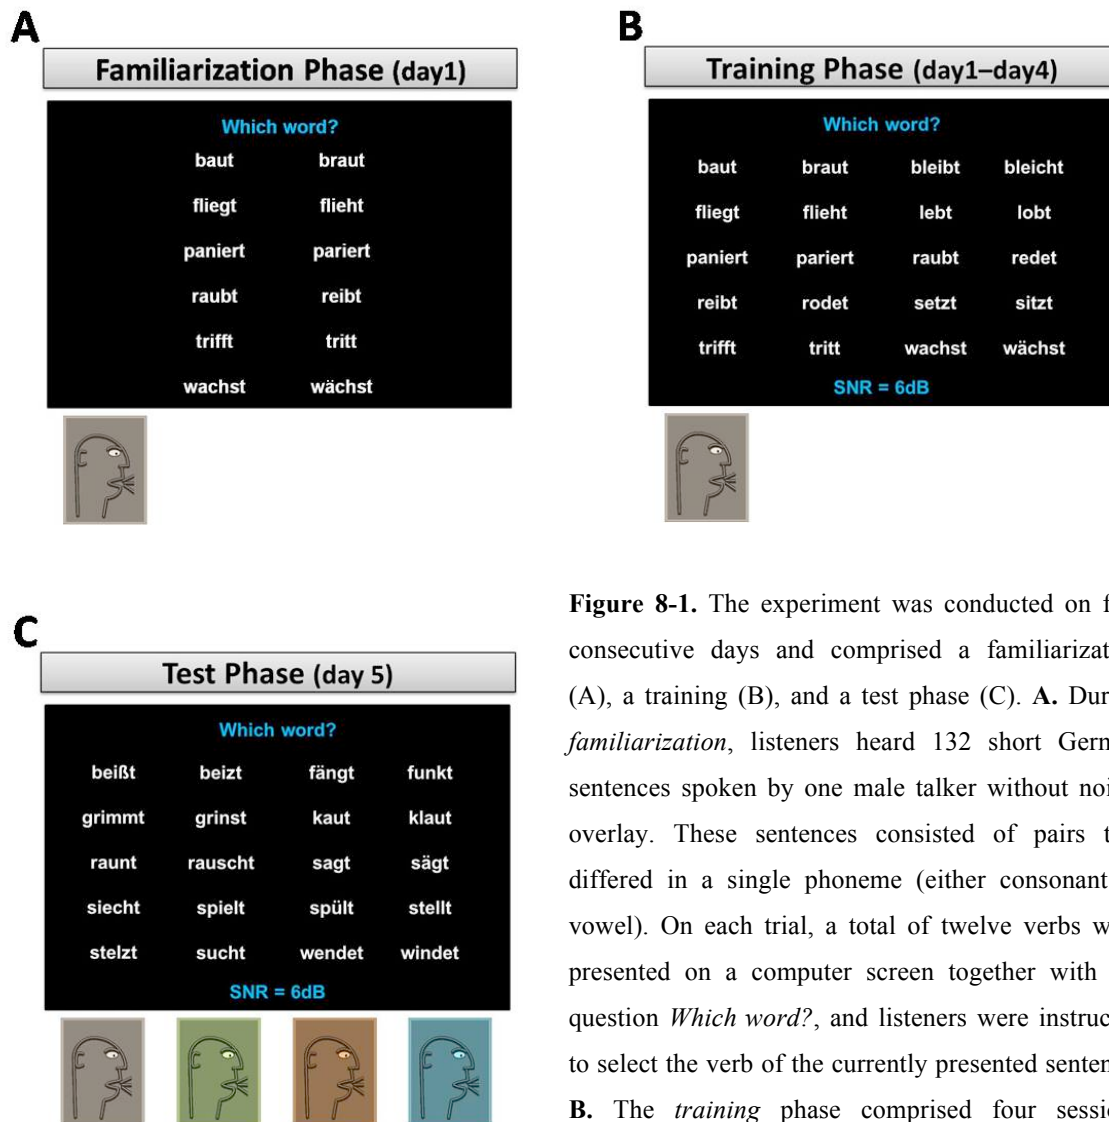 A
Familiarization Phase (day1)
Which word?
baut braut
fliegt flieht
paniert pariert
raubt reibt
trifft tritt
wachst wächst
B
Training Phase (day1–day4)
Which word?
baut braut bleibt bleicht
fliegt flieht lebt lobt
paniert pariert raubt redet
reibt rodet setzt sitzt
trifft tritt wachst wächst
SNR = 6dB
C
Test Phase (day 5)
Which word?
beißt beizt fängt funkt
grimmt grinst kaut klaut
raunt rauscht sagt sägt
siecht spielt spült stellt
stelzt sucht wendet windet
SNR = 6dB
Figure 8-1. The experiment was conducted on f
consecutive days and comprised a familiarizat
(A), a training (B), and a test phase (C). A. Dur
familiarization, listeners heard 132 short Germ
sentences spoken by one male talker without noi
overlay. These sentences consisted of pairs t
differed in a single phoneme (either consonant
vowel). On each trial, a total of twelve verbs w
presented on a computer screen together with
question Which word?, and listeners were instruc
to select the verb of the currently presented senten
B. The training phase comprised four sessio